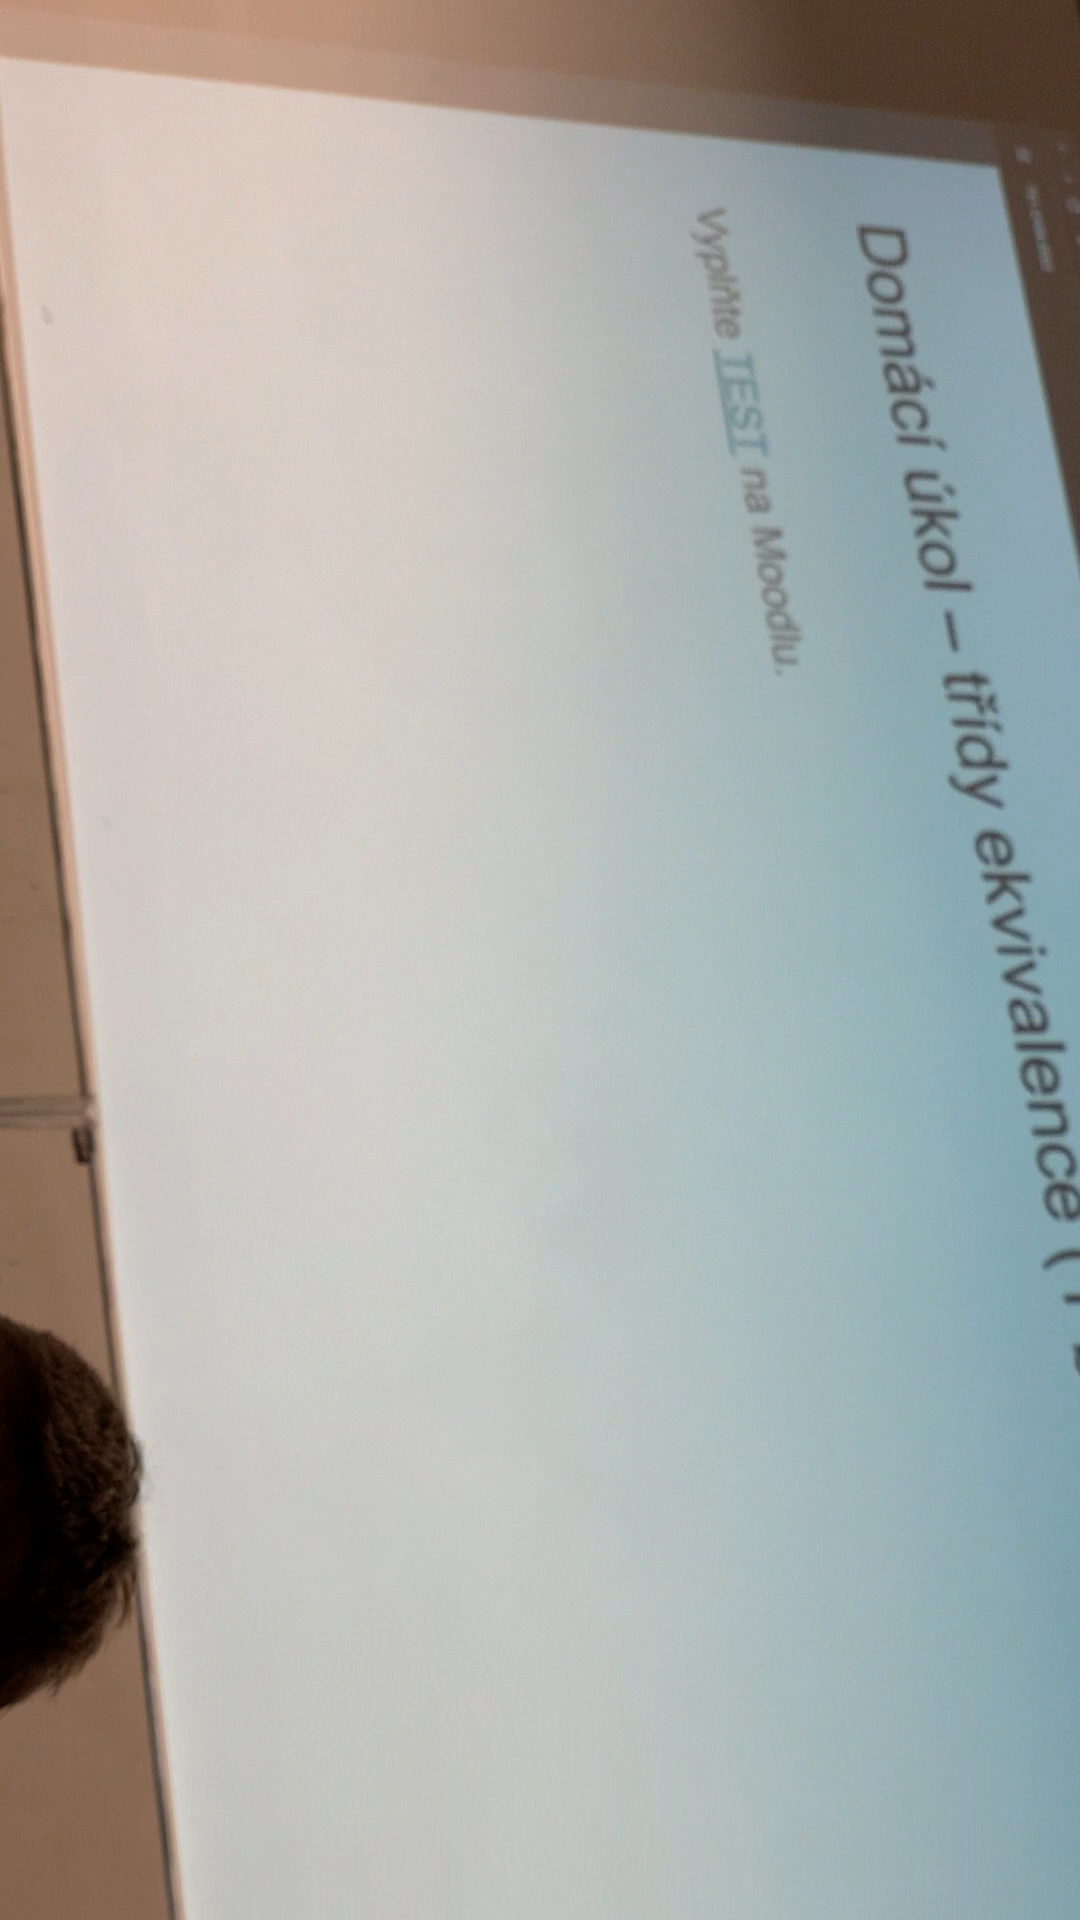 Domácí úkol – třídy ekvivalence (
Vyplňte TEST na Moodlu.